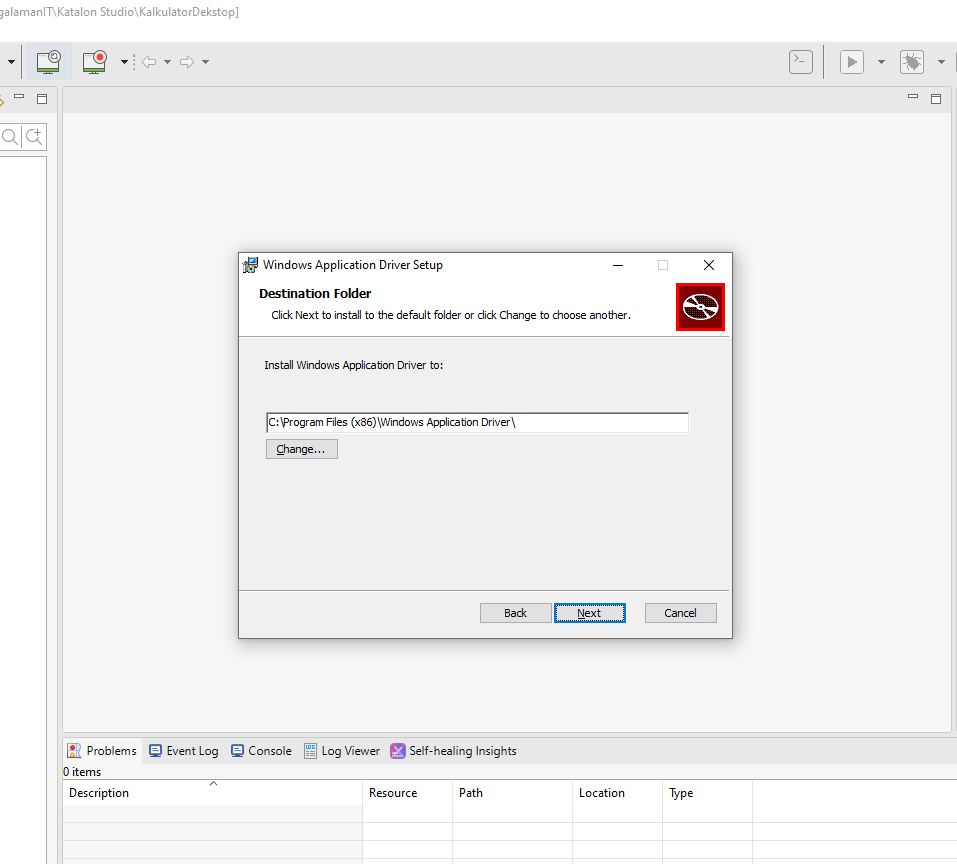 galamanIT\Katalon Studio\KalkulatorDekstop]
Windows Application Driver Setup
Destination Folder
Click Next to install to the default folder or click Change to choose another.
Install Windows Application Driver to:
C:\Program Files (x86)\Windows Application Driver\
Change...
Back Next Cancel
Problems Event Log Console Log Viewer Self-healing Insights
0 items
Description Resource Path Location Type